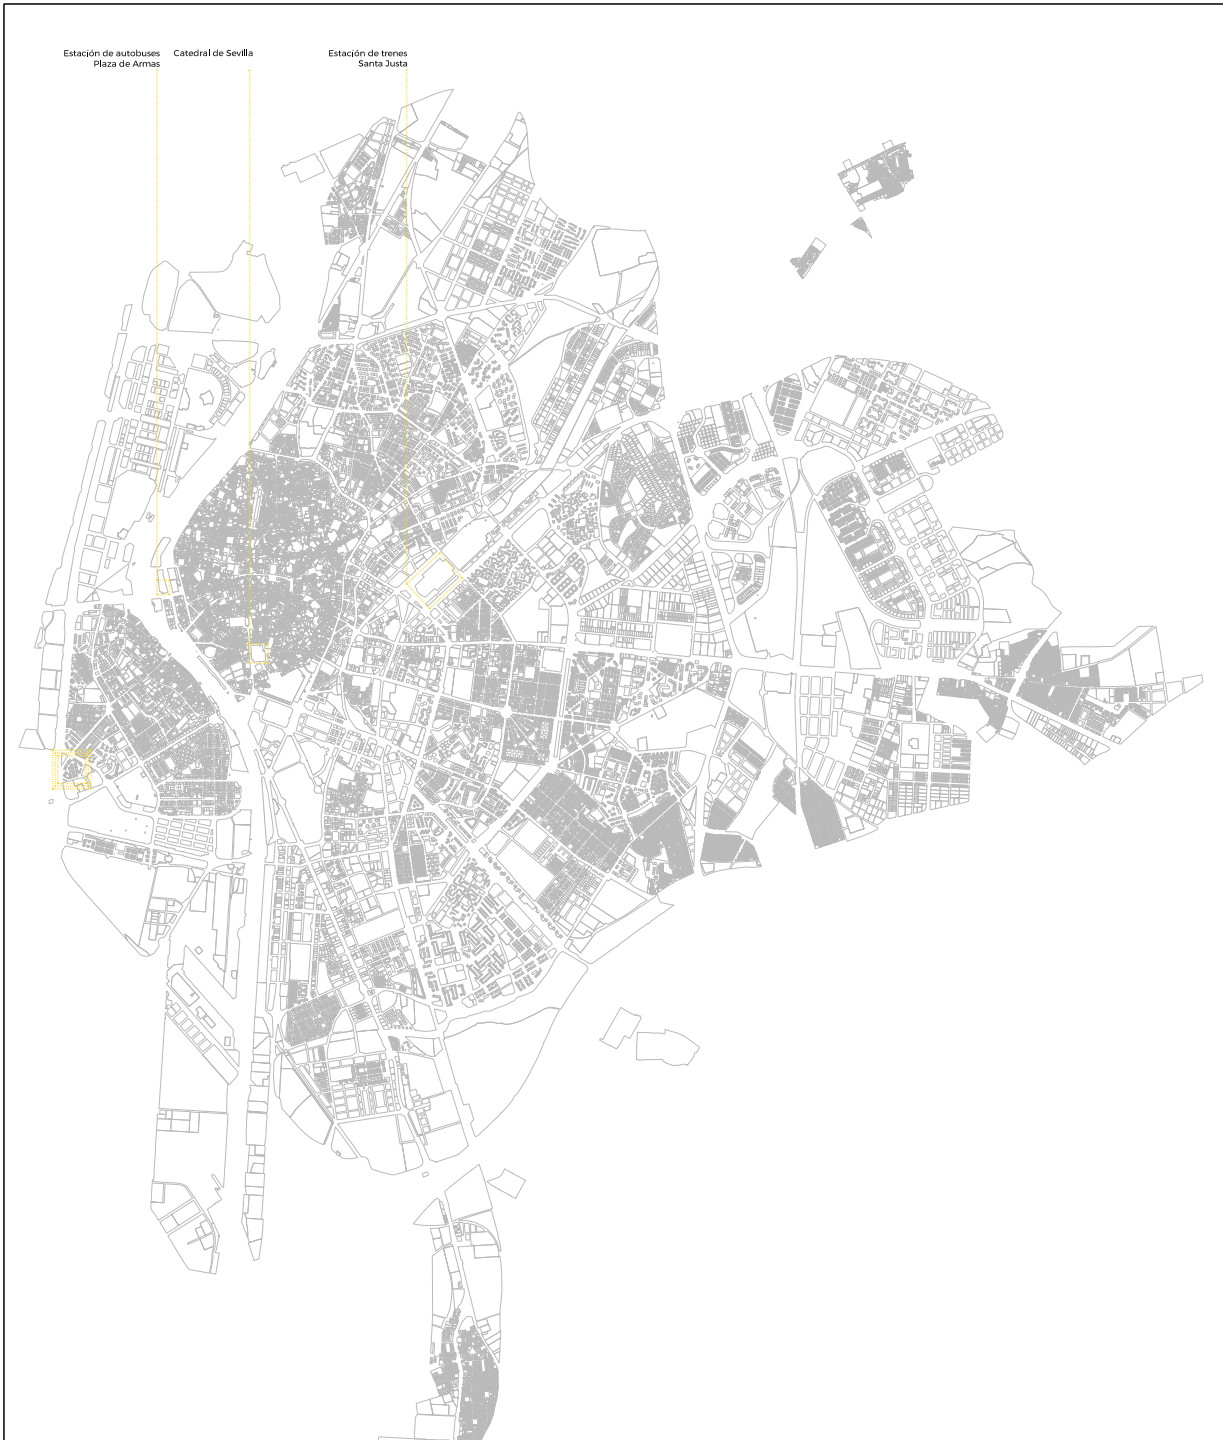 Estación de autobuses
Plaza de Armas
Catedral de Sevilla
Estación de trenes
Santa Justa